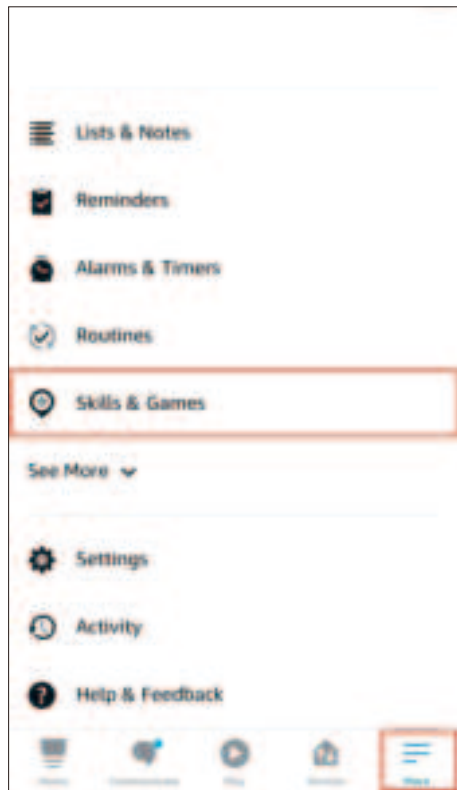 Lists & Notes
Reminders
Alarms & Timers
Routines
Skills & Games
See More
Settings
Activity
Help & Feedback
More